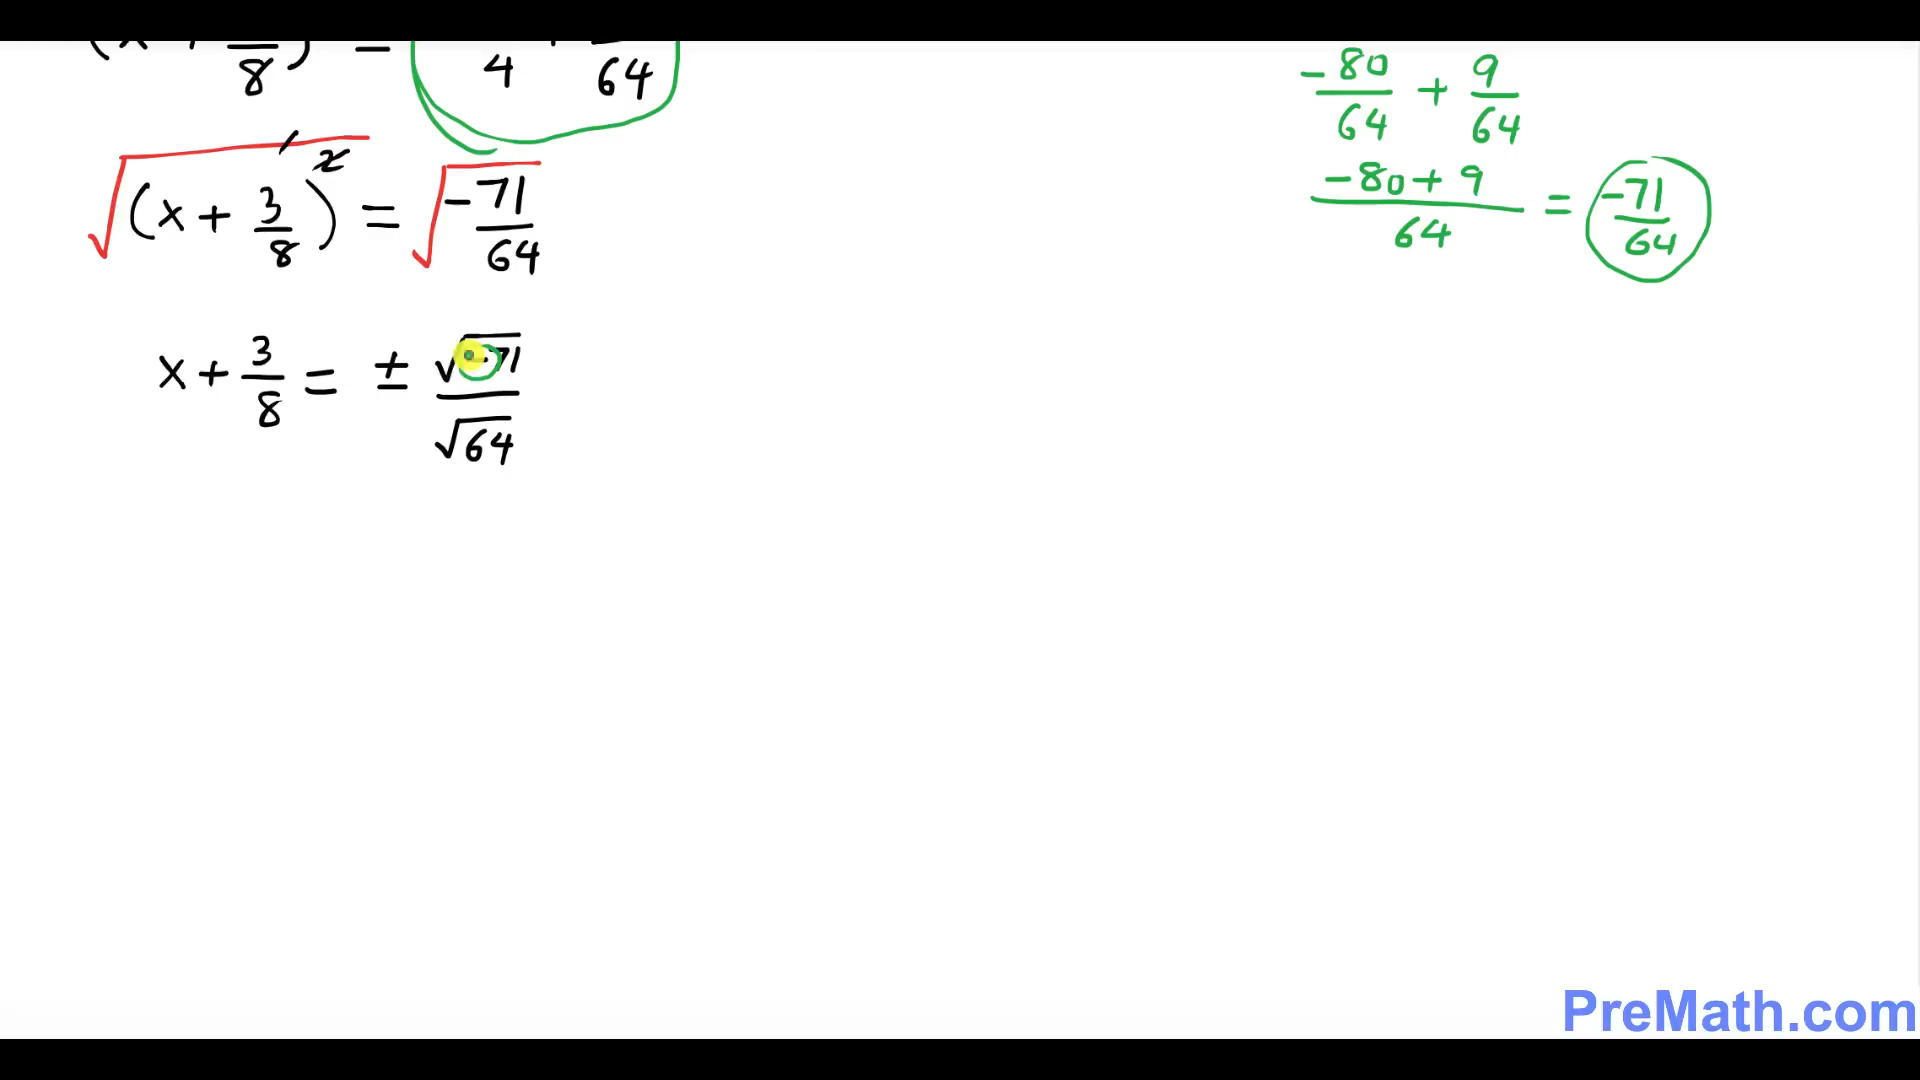 (x + /8) = /4 + /64
√(x + 3/8)² = √-71/64
x + 3/8 = ± √-71/√64
-80/64 + 9/64
-80+9/64 = -71/64
PreMath.com